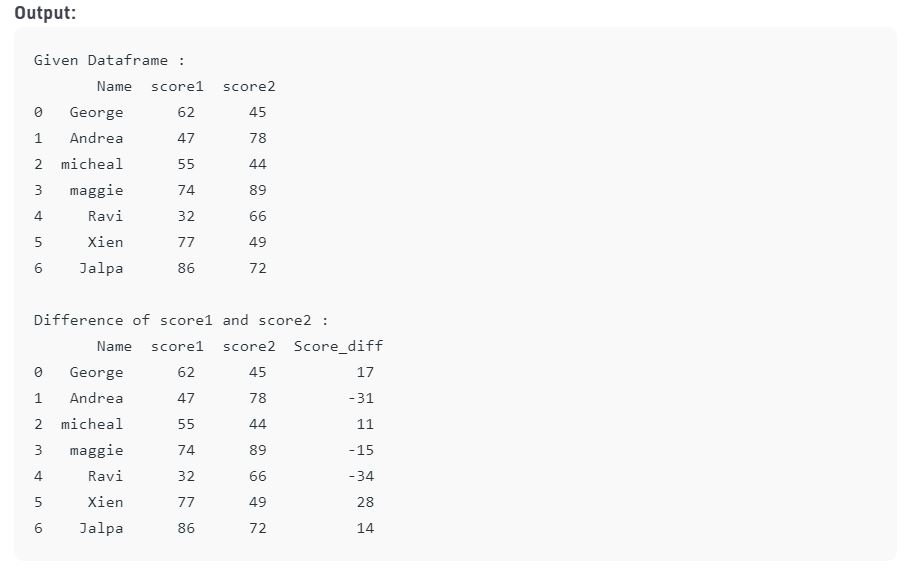 Output:
Given Dataframe :
Name score1 score2
0 George 62 45
1 Andrea 47 78
2 micheal 55 44
3 maggie 74 89
4 Ravi 32 66
5 Xien 77 49
6 Jalpa 86 72
Difference of score1 and score2 :
Name score1 score2 Score_diff
0 George 62 45 17
1 Andrea 47 78 -31
2 micheal 55 44 11
3 maggie 74 89 -15
4 Ravi 32 66 -34
5 Xien 77 49 28
6 Jalpa 86 72 14